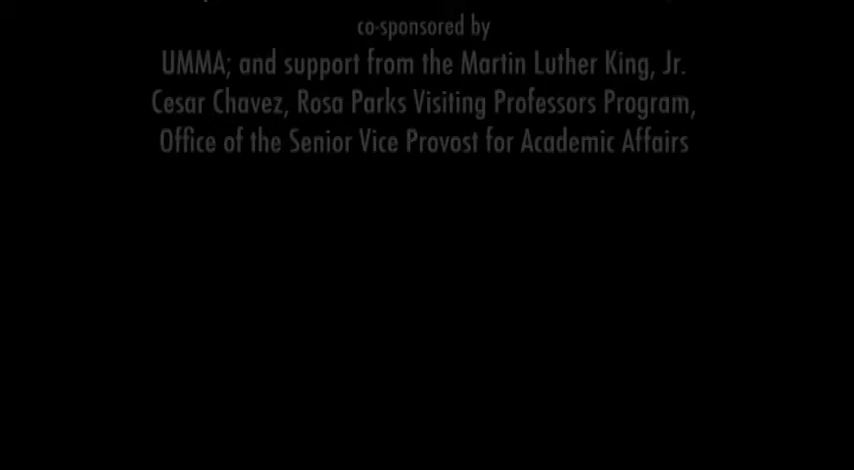 co-sponsored by
UMMA; and support from the Martin Luther King, Jr.
Cesar Chavez, Rosa Parks Visiting Professors Program,
Office of the Senior Vice Provost for Academic Affairs